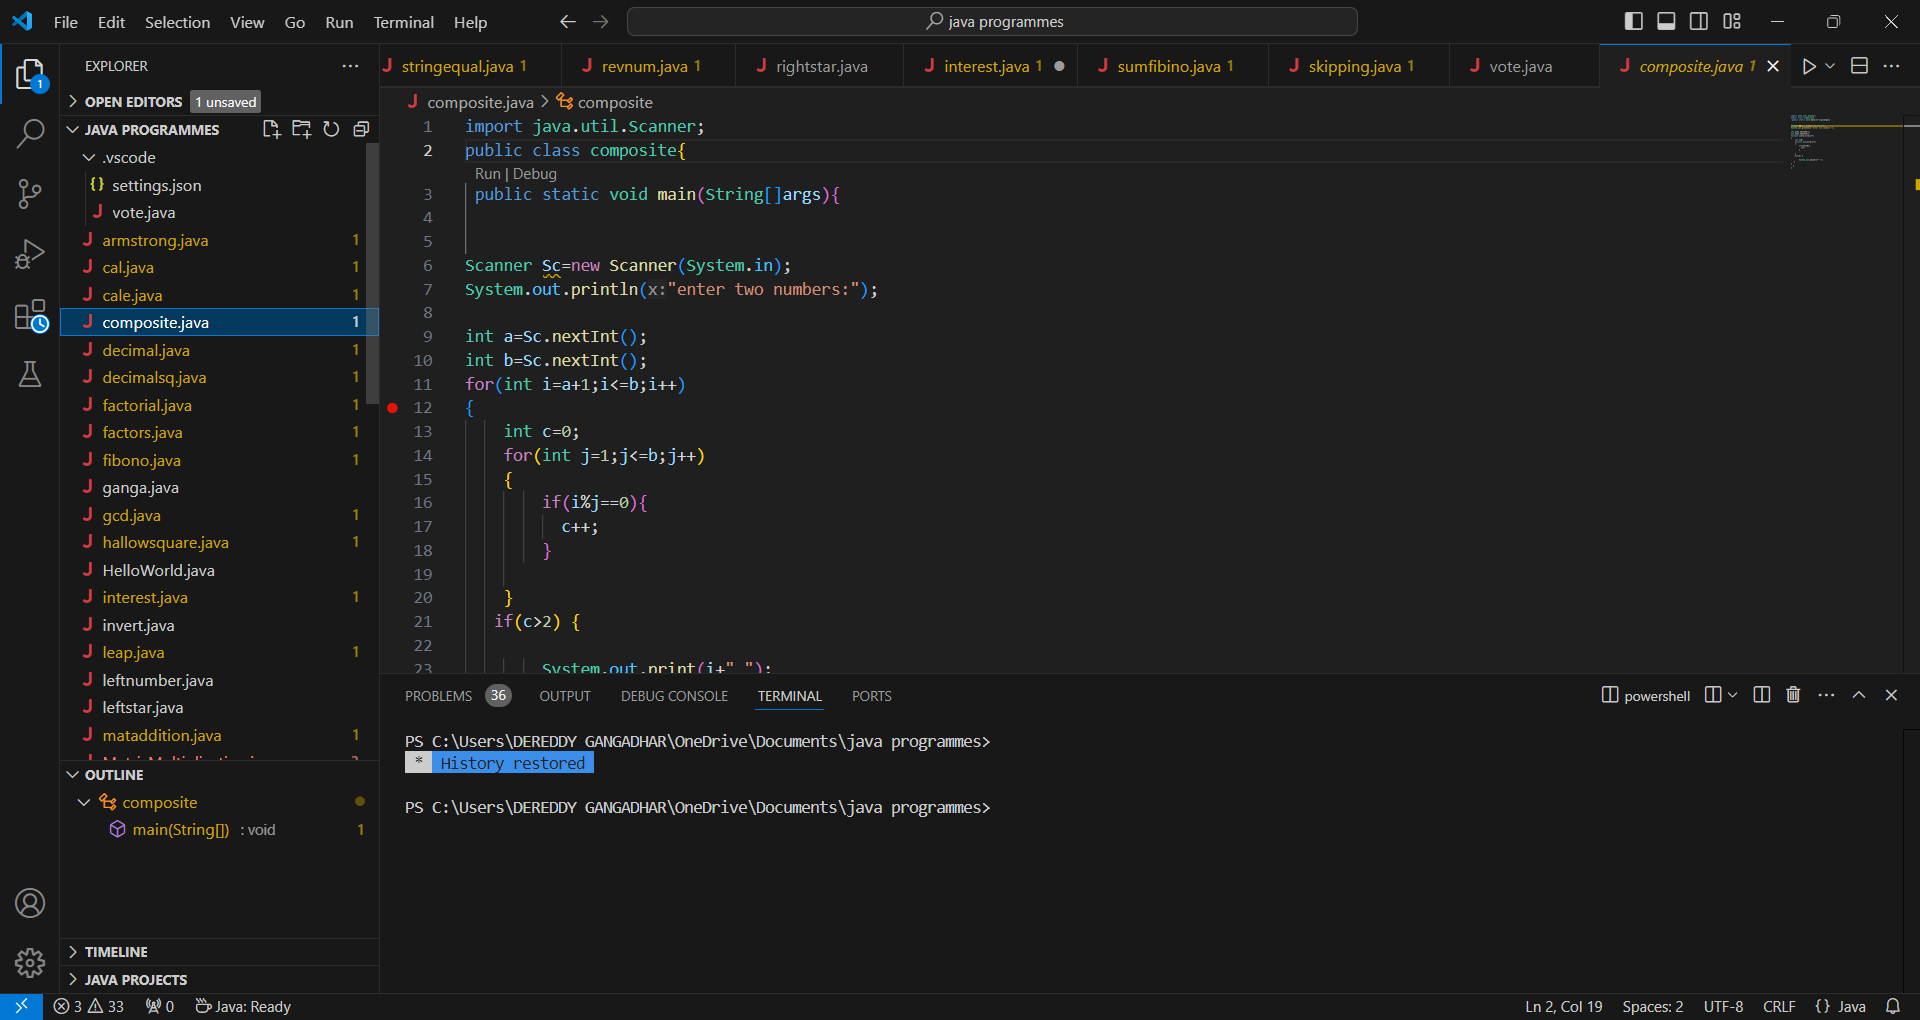 File Edit Selection View Go Run Terminal Help
java programmes
EXPLORER
OPEN EDITORS 1 unsaved
JAVA PROGRAMMES
.vscode
{} settings.json
J vote.java
J armstrong.java 1
J cal.java 1
J cale.java 1
J composite.java 1
J decimal.java 1
J decimalsq.java 1
J factorial.java 1
J factors.java 1
J fibono.java 1
J ganga.java
J gcd.java 1
J hallowsquare.java 1
J HelloWorld.java
J interest.java 1
J invert.java
J leap.java 1
J leftnumber.java
J leftstar.java
J mataddition.java 1
OUTLINE
composite
main(String[]) : void 1
TIMELINE
JAVA PROJECTS
J stringequal.java 1 J revnum.java 1 J rightstar.java J interest.java 1 J sumfibino.java 1 J skipping.java 1 J vote.java J composite.java 1
J composite.java > composite
1 import java.util.Scanner;
2 public class composite{
Run | Debug
3 public static void main(String[]args){
4
5
6 Scanner Sc=new Scanner(System.in);
7 System.out.println(x:"enter two numbers:");
8
9 int a=Sc.nextInt();
10 int b=Sc.nextInt();
11 for(int i=a+1;i<=b;i++)
12 {
13 int c=0;
14 for(int j=1;j<=b;j++)
15 {
16 if(i%j==0){
17 c++;
18 }
19
20 }
21 if(c>2) {
22
23 System.out.print(i+" ");
PROBLEMS 36 OUTPUT DEBUG CONSOLE TERMINAL PORTS
powershell
PS C:\Users\DEREDDY GANGADHAR\OneDrive\Documents\java programmes>
* History restored
PS C:\Users\DEREDDY GANGADHAR\OneDrive\Documents\java programmes>
3 33 0 Java: Ready
Ln 2, Col 19 Spaces: 2 UTF-8 CRLF {} Java